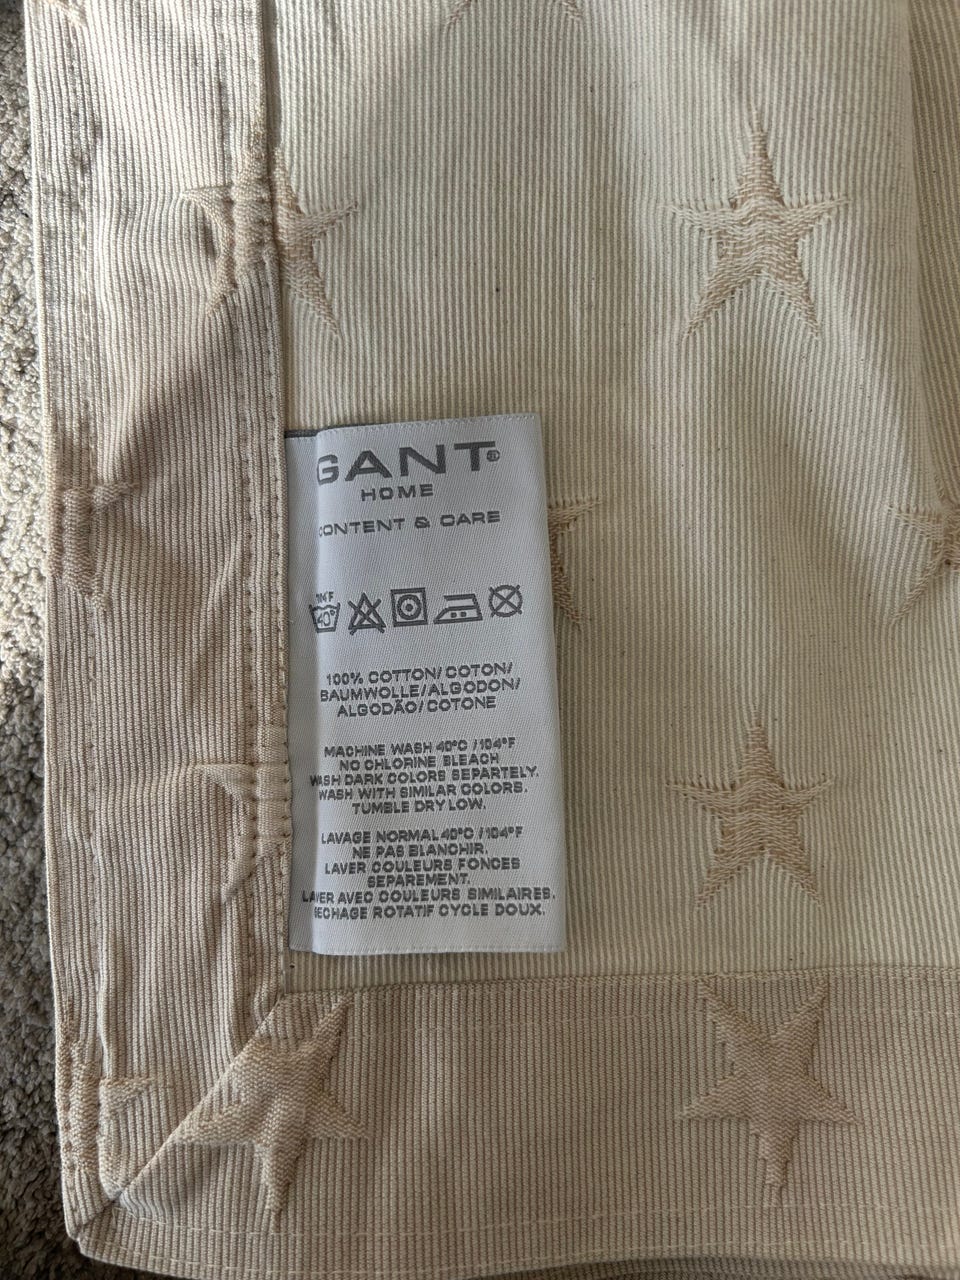 GANT®
HOME
CONTENT & CARE
104°F
40°
100% COTTON/COTON/
BAUMWOLLE/ALGODON/
ALGODÃO/COTONE
MACHINE WASH 40°C /104°F
NO CHLORINE BLEACH
WASH DARK COLORS SEPARTELY.
WASH WITH SIMILAR COLORS.
TUMBLE DRY LOW.
LAVAGE NORMAL 40°C /104°F
NE PAS BLANCHIR.
LAVER COULEURS FONCES
SEPAREMENT.
LAVER AVEC COULEURS SIMILAIRES.
SECHAGE ROTATIF CYCLE DOUX.